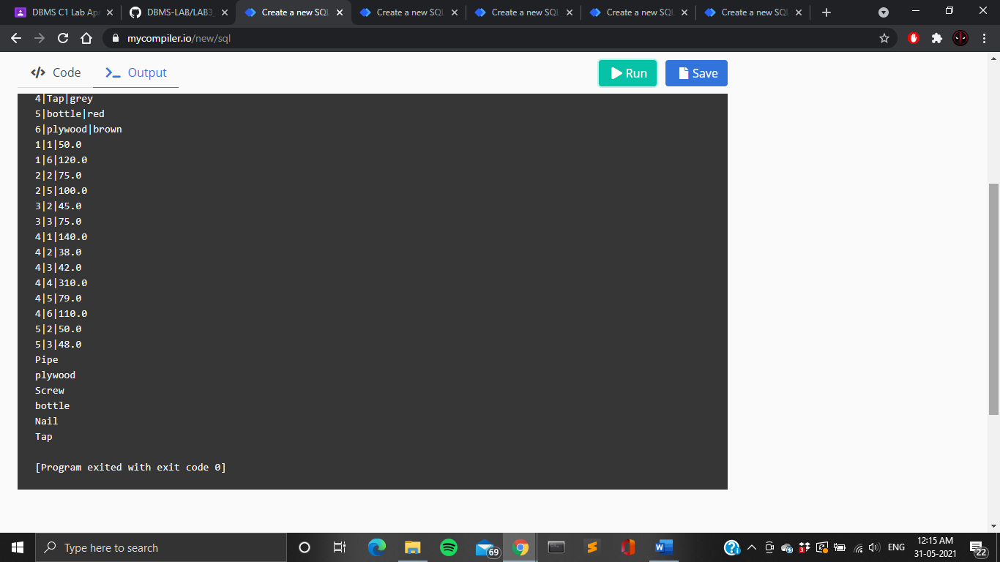 DBMS C1 Lab Ap
DBMS-LAB/LAB3_
Create a new SQL
Create a new SQL
Create a new SQL
Create a new SQL
Create a new SQL
mycompiler.io/new/sql
</> Code
>_ Output
Run
Save
4|Tap|grey
5|bottle|red
6|plywood|brown
1|1|50.0
1|6|120.0
2|2|75.0
2|5|100.0
3|2|45.0
3|3|75.0
4|1|140.0
4|2|38.0
4|3|42.0
4|4|310.0
4|5|79.0
4|6|110.0
5|2|50.0
5|3|48.0
Pipe
plywood
Screw
bottle
Nail
Tap
[Program exited with exit code 0]
Type here to search
69
3
ENG
12:15 AM
31-05-2021
22